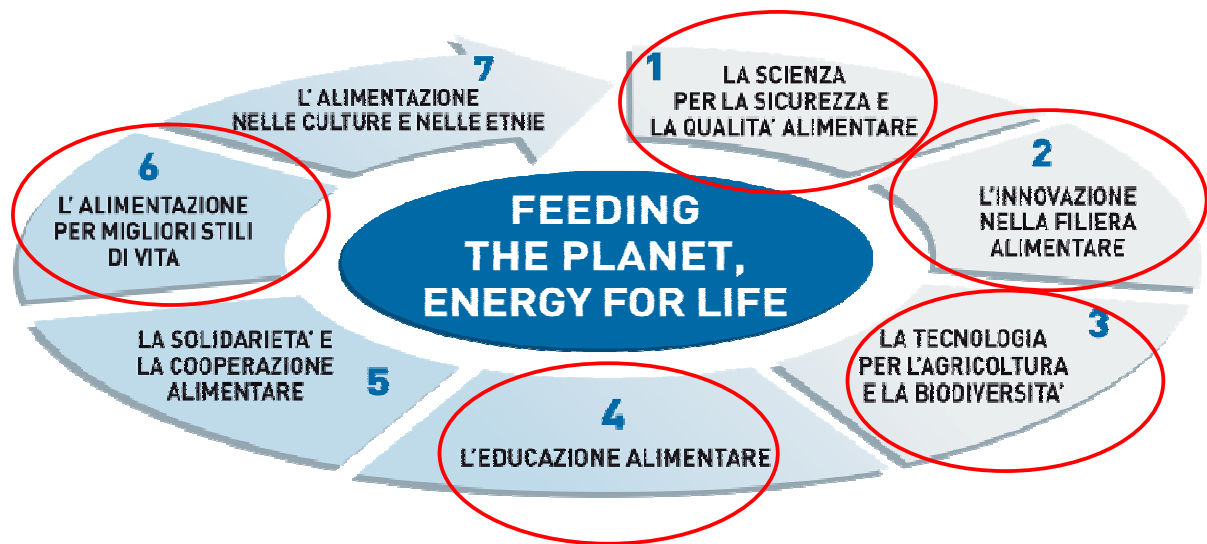 FEEDING
THE PLANET,
ENERGY FOR LIFE
1
LA SCIENZA
PER LA SICUREZZA E
LA QUALITA' ALIMENTARE
2
L'INNOVAZIONE
NELLA FILIERA
ALIMENTARE
3
LA TECNOLOGIA
PER L'AGRICOLTURA
E LA BIODIVERSITA'
4
L'EDUCAZIONE ALIMENTARE
5
LA SOLIDARIETA' E
LA COOPERAZIONE
ALIMENTARE
6
L' ALIMENTAZIONE
PER MIGLIORI STILI
DI VITA
7
L' ALIMENTAZIONE
NELLE CULTURE E NELLE ETNIE